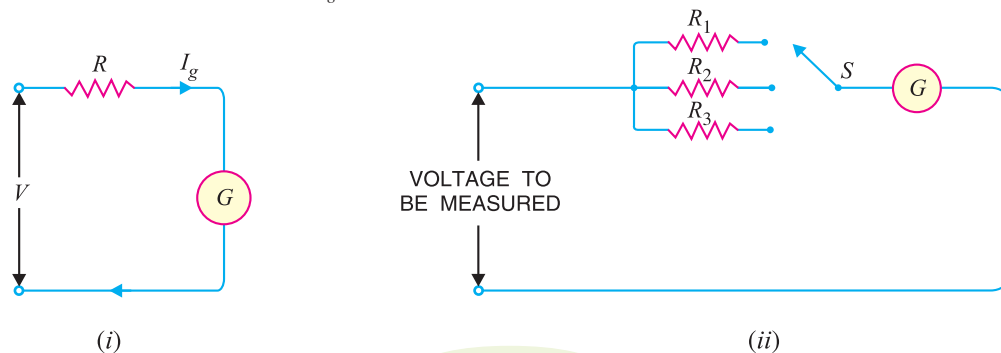 g
R
I_g
V
G
(i)
R_1
R_2
R_3
S
G
VOLTAGE TO
BE MEASURED
(ii)